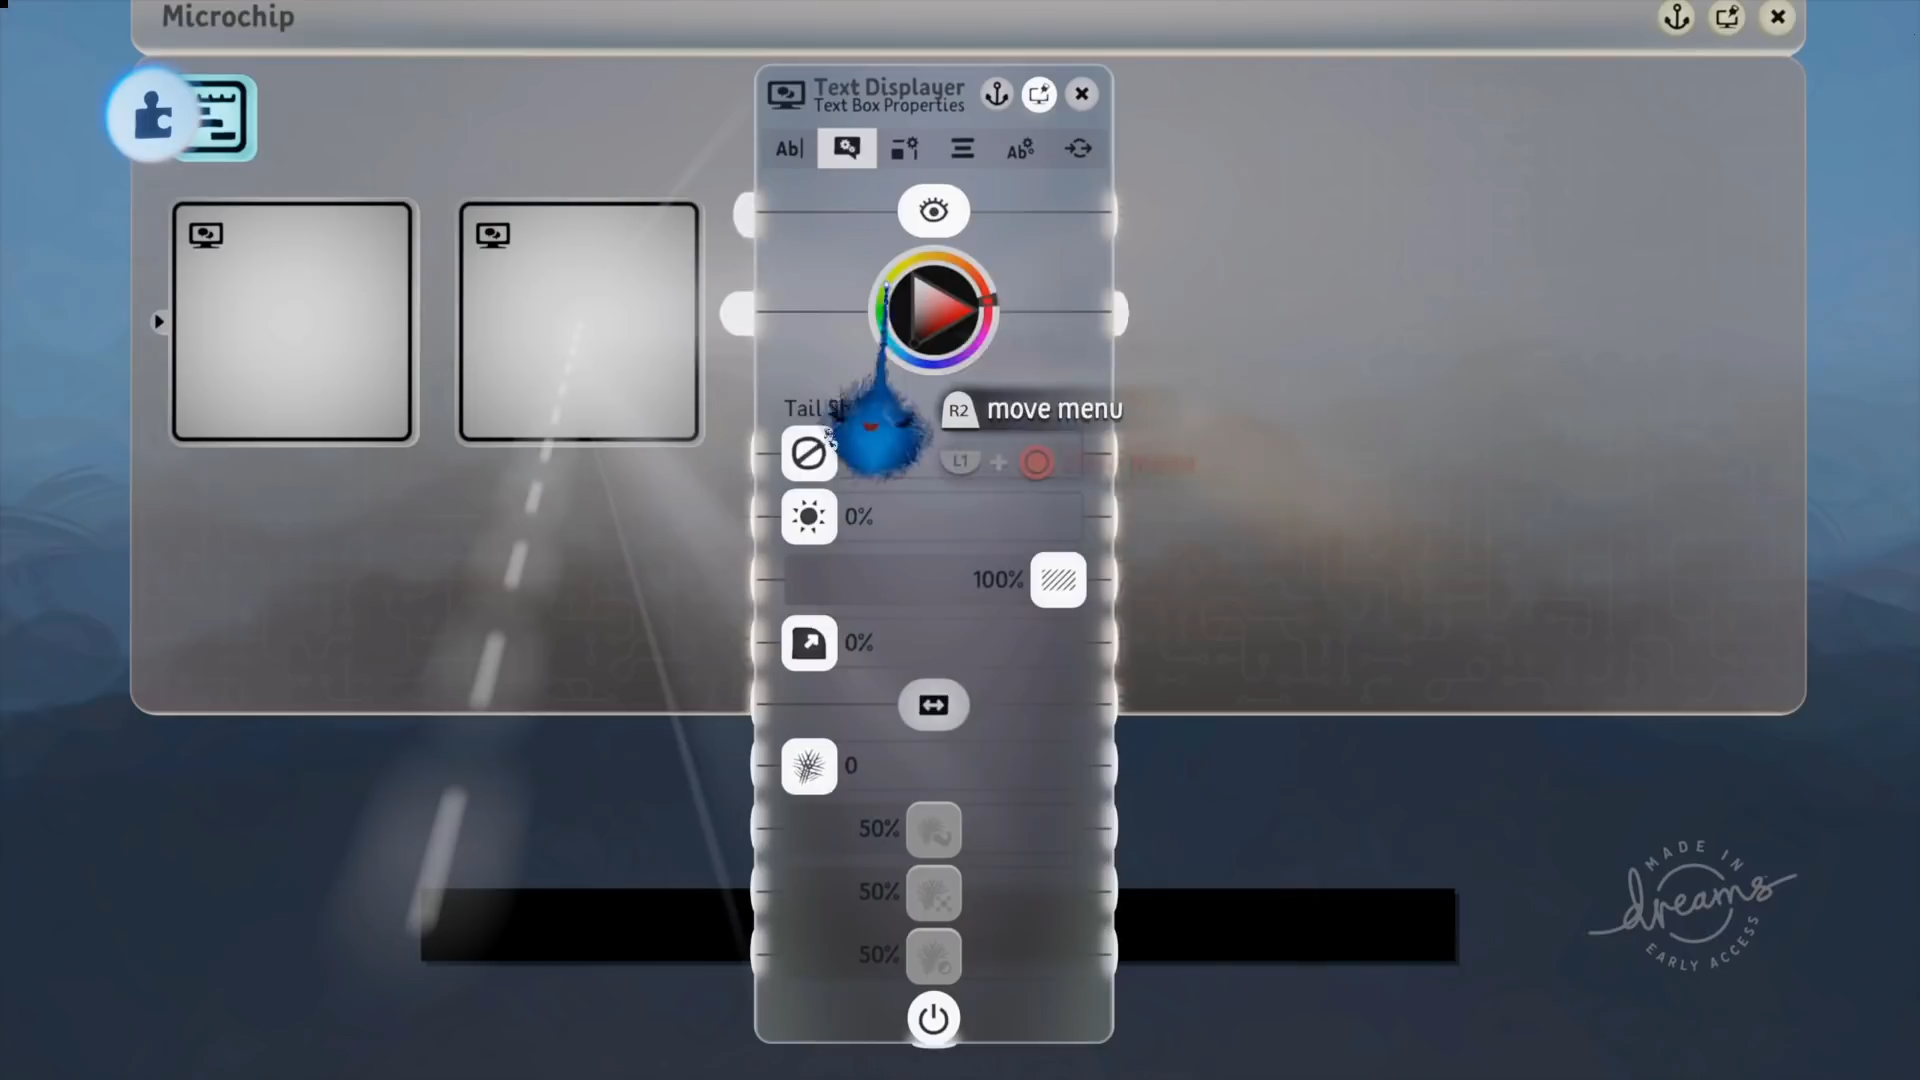 Microchip
Text Displayer
Text Box Properties
Ab|
Ab
Tail
R2 move menu
L1 +
0%
100%
0%
0
50%
50%
50%
MADE IN
dreams
EARLY ACCESS